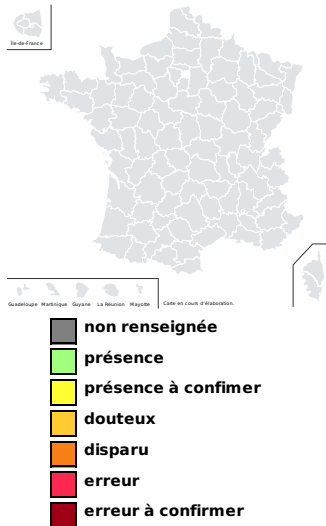 Île-de-France
Guadeloupe Martinique Guyane La Réunion Mayotte Carte en cours d'élaboration.
non renseignée
présence
présence à confimer
douteux
disparu
erreur
erreur à confirmer